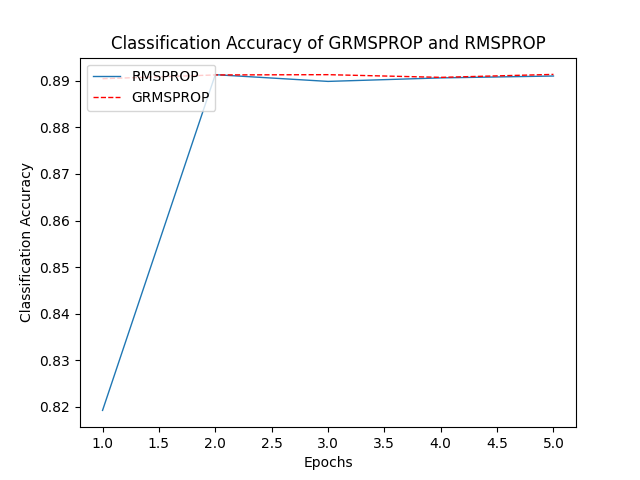 Classification Accuracy of GRMSPROP and RMSPROP
RMSPROP
GRMSPROP
Classification Accuracy
0.89
0.88
0.87
0.86
0.85
0.84
0.83
0.82
1.0 1.5 2.0 2.5 3.0 3.5 4.0 4.5 5.0
Epochs